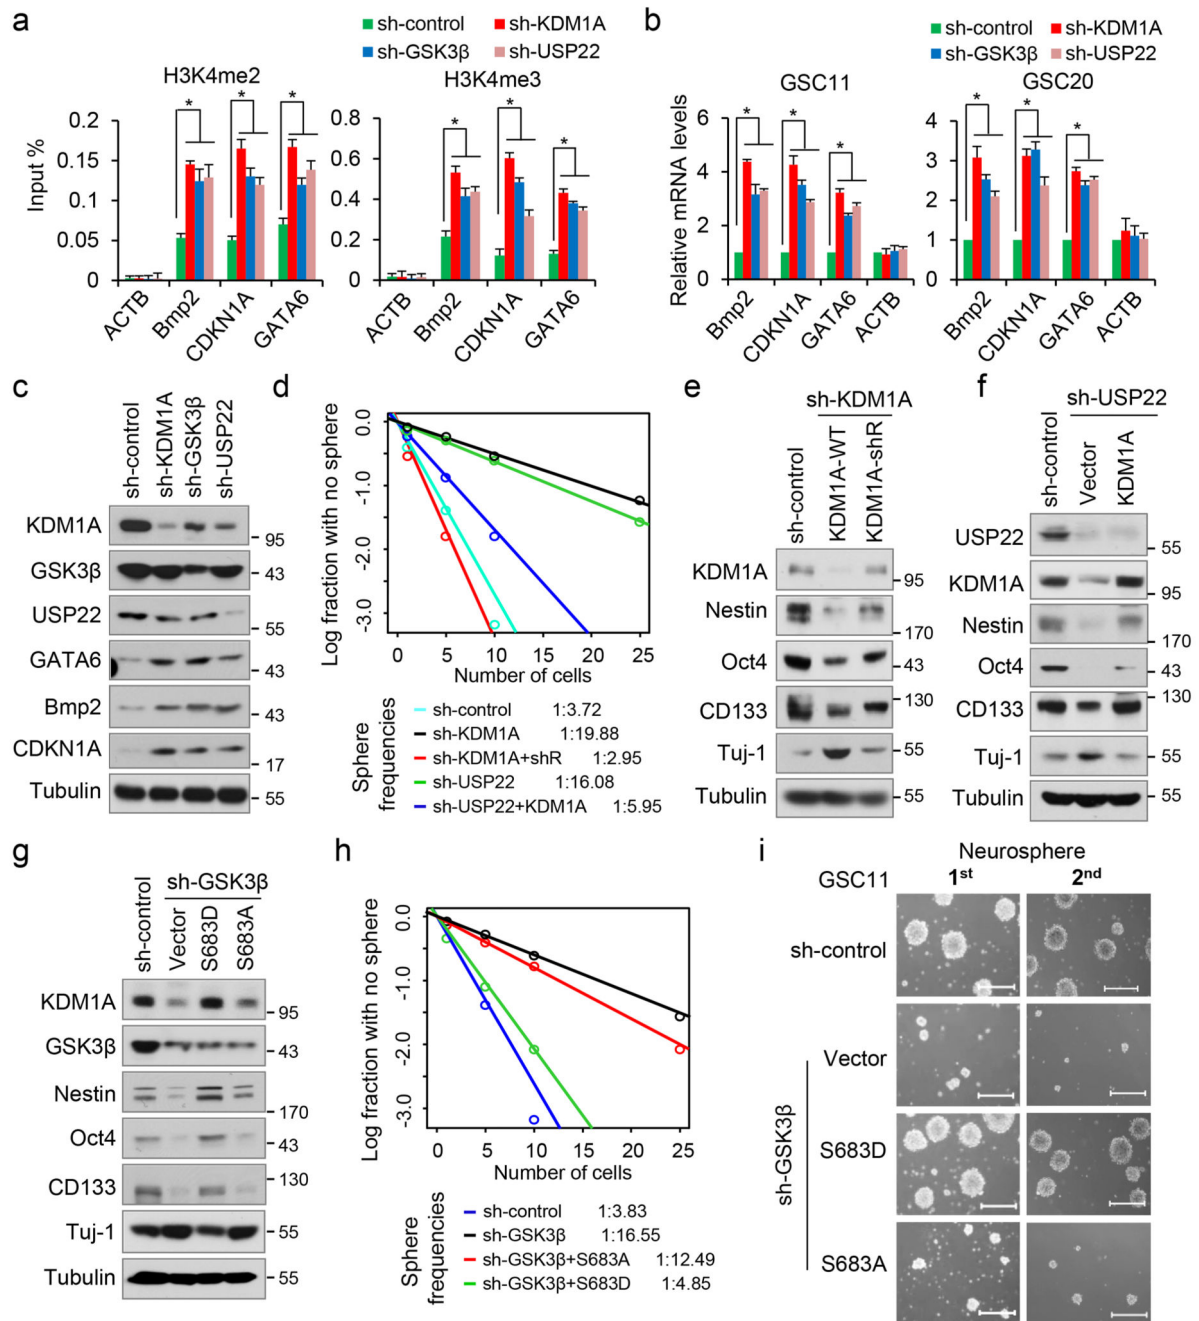 a
sh-control sh-KDM1A
sh-GSK3β sh-USP22
H3K4me2
H3K4me3
Input %
0.2
0.15
0.1
0.05
0
* * *
ACTB Bmp2 CDKN1A GATA6
0.8
0.6
0.4
0.2
0
* * *
ACTB Bmp2 CDKN1A GATA6
b
sh-control sh-KDM1A
sh-GSK3β sh-USP22
GSC11
GSC20
Relative mRNA levels
6
4
2
0
* * *
Bmp2 CDKN1A GATA6 ACTB
4
3
2
1
0
* * *
Bmp2 CDKN1A GATA6 ACTB
c
sh-control sh-KDM1A sh-GSK3β sh-USP22
KDM1A 95
GSK3β 43
USP22 55
GATA6 43
Bmp2 43
CDKN1A 17
Tubulin 55
d
Log fraction with no sphere
0.0
-1.0
-2.0
-3.0
0 5 10 15 20 25
Number of cells
Sphere frequencies
sh-control 1:3.72
sh-KDM1A 1:19.88
sh-KDM1A+shR 1:2.95
sh-USP22 1:16.08
sh-USP22+KDM1A 1:5.95
e
sh-KDM1A
sh-control KDM1A-WT KDM1A-shR
KDM1A 95
Nestin 170
Oct4 43
CD133 130
Tuj-1 55
Tubulin 55
f
sh-USP22
sh-control Vector KDM1A
USP22 55
KDM1A 95
Nestin 170
Oct4 43
CD133 130
Tuj-1 55
Tubulin 55
g
sh-GSK3β
sh-control Vector S683D S683A
KDM1A 95
GSK3β 43
Nestin 170
Oct4 43
CD133 130
Tuj-1 55
Tubulin 55
h
Log fraction with no sphere
0.0
-1.0
-2.0
-3.0
0 5 10 15 20 25
Number of cells
Sphere frequencies
sh-control 1:3.83
sh-GSK3β 1:16.55
sh-GSK3β+S683A 1:12.49
sh-GSK3β+S683D 1:4.85
i
Neurosphere
GSC11 1st 2nd
sh-control
sh-GSK3β
Vector
S683D
S683A